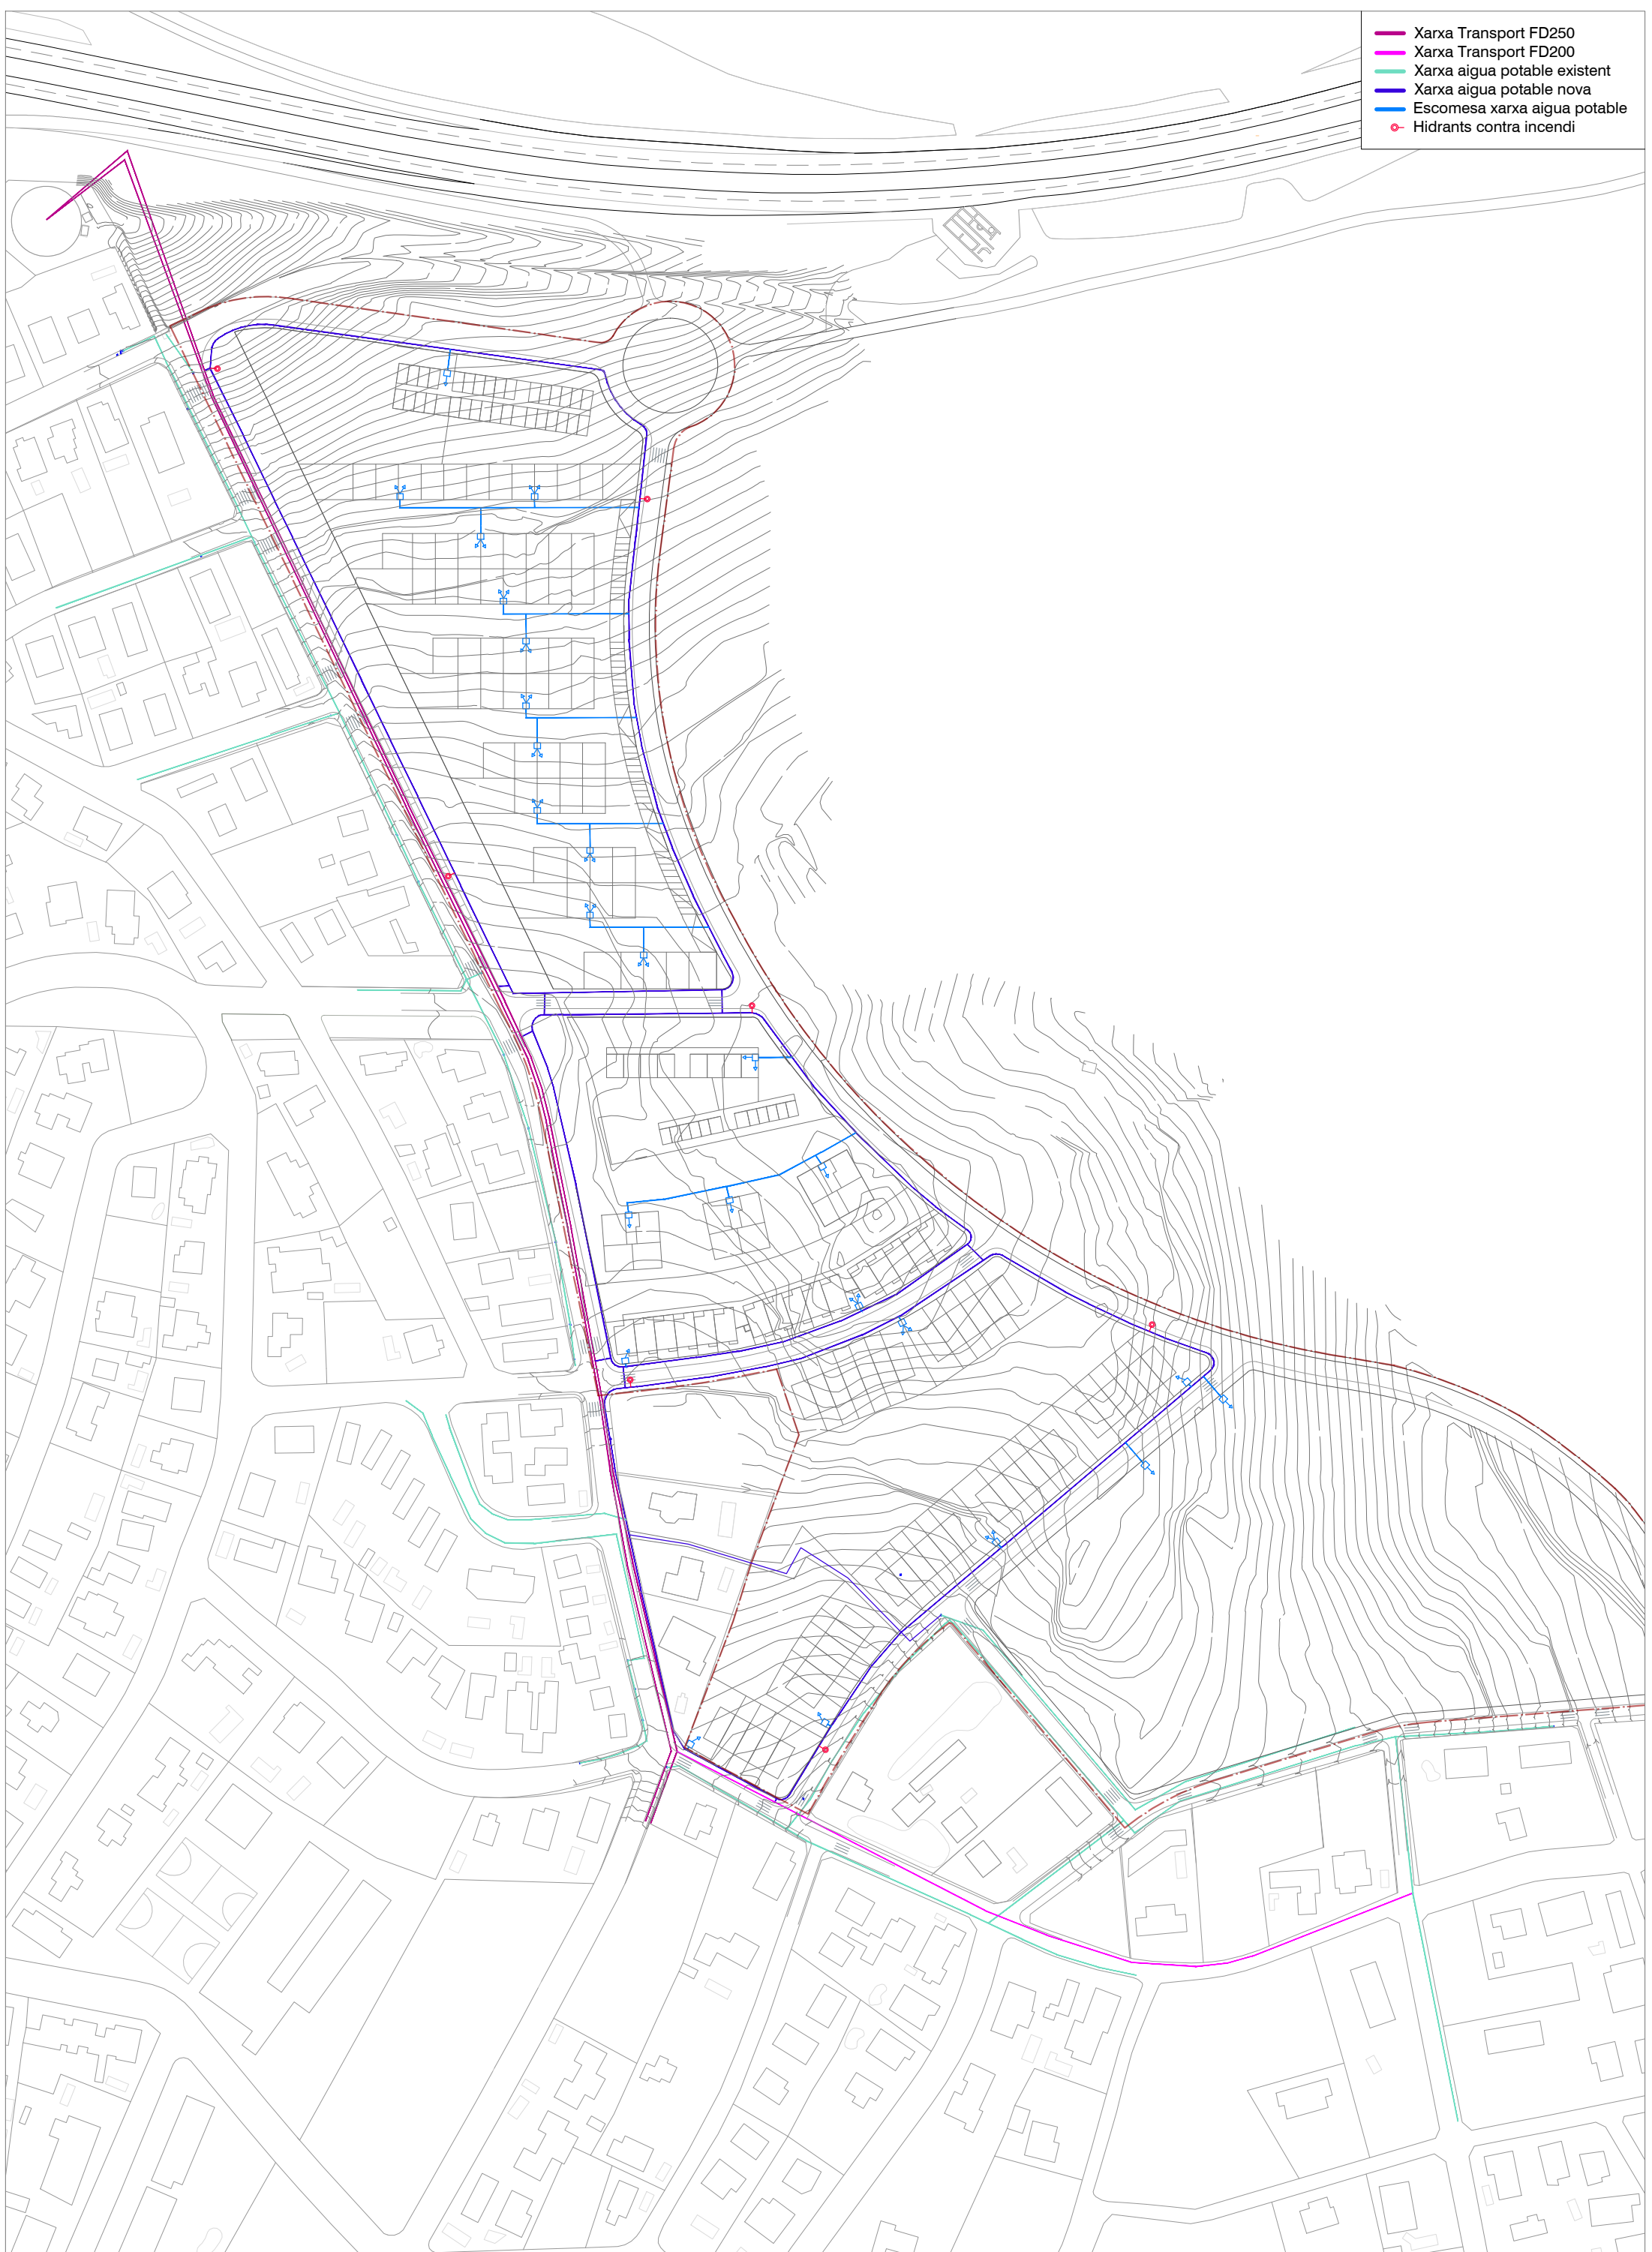 Xarxa Transport FD250
Xarxa Transport FD200
Xarxa aigua potable existent
Xarxa aigua potable nova
Escomesa xarxa aigua potable
Hidrants contra incendi